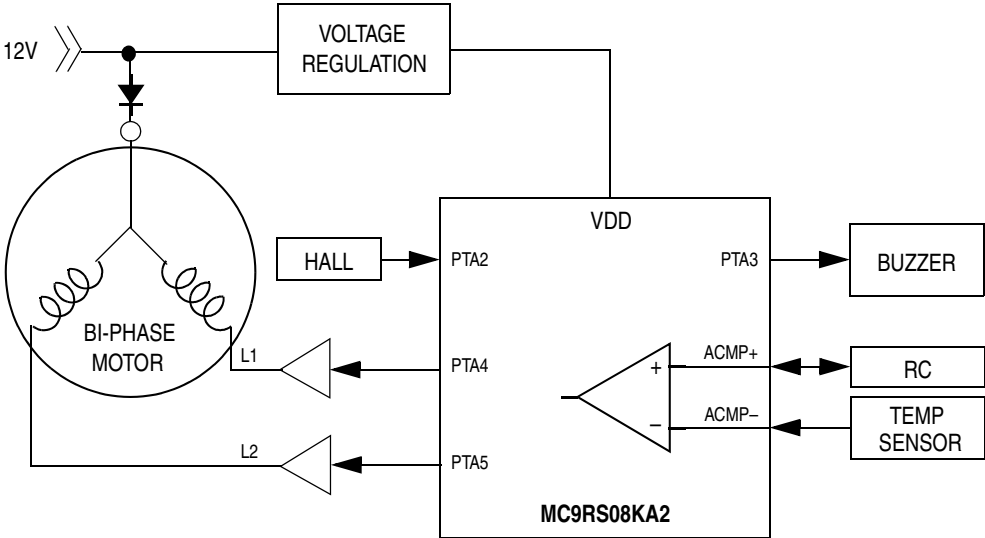 12V
VOLTAGE
REGULATION
VDD
HALL
PTA2
PTA3
BUZZER
BI-PHASE
MOTOR
L1
PTA4
+
ACMP+
RC
–
ACMP–
TEMP
SENSOR
L2
PTA5
MC9RS08KA2